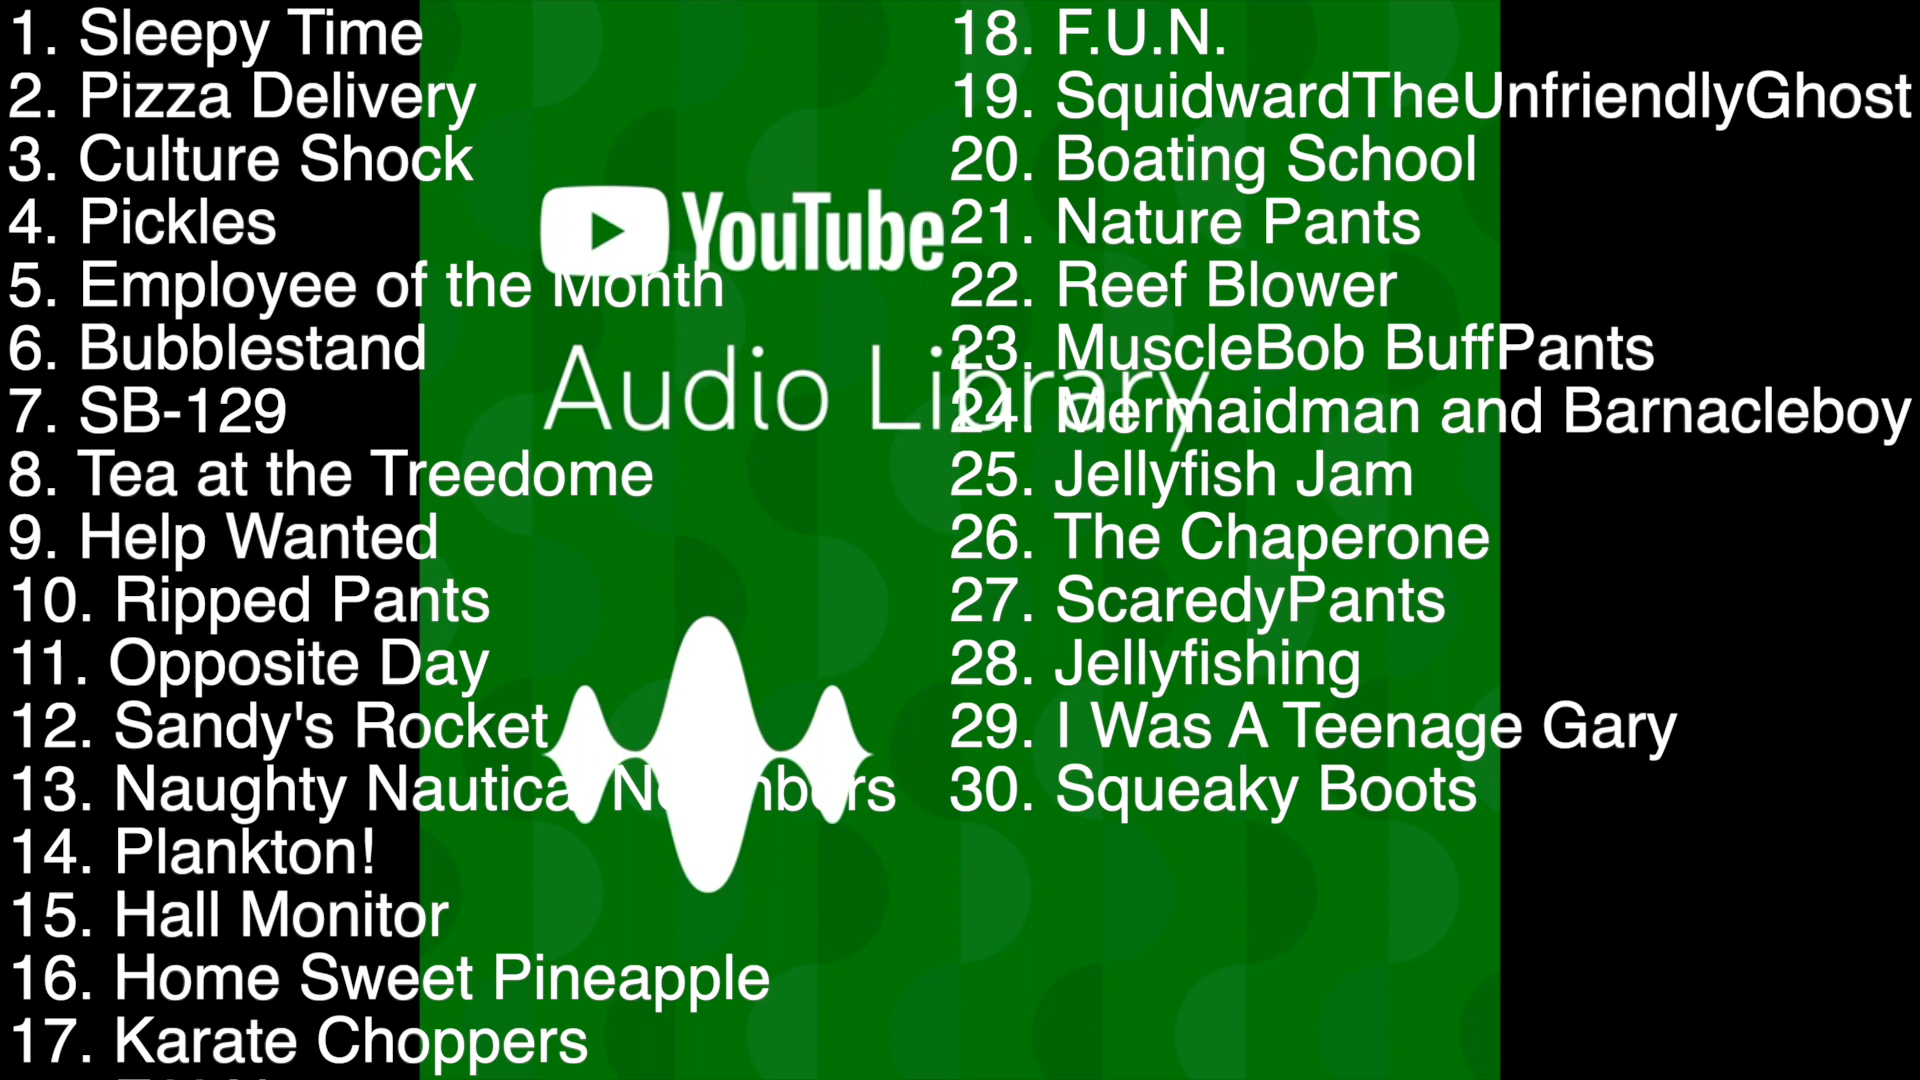 1. Sleepy Time
2. Pizza Delivery
3. Culture Shock
4. Pickles
5. Employee of the Month
6. Bubblestand
7. SB-129
8. Tea at the Treedome
9. Help Wanted
10. Ripped Pants
11. Opposite Day
12. Sandy's Rocket
13. Naughty Nautical Neighbors
14. Plankton!
15. Hall Monitor
16. Home Sweet Pineapple
17. Karate Choppers
YouTube
Audio Library
18. F.U.N.
19. SquidwardTheUnfriendlyGhost
20. Boating School
21. Nature Pants
22. Reef Blower
23. MuscleBob BuffPants
24. Mermaidman and Barnacleboy
25. Jellyfish Jam
26. The Chaperone
27. ScaredyPants
28. Jellyfishing
29. I Was A Teenage Gary
30. Squeaky Boots